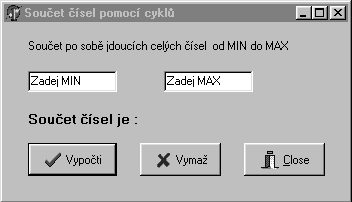 Součet čísel pomocí cyklů
Součet po sobě jdoucích celých čísel od MIN do MAX
Zadej MIN Zadej MAX
Součet čísel je :
Vypočti Vymaž Close